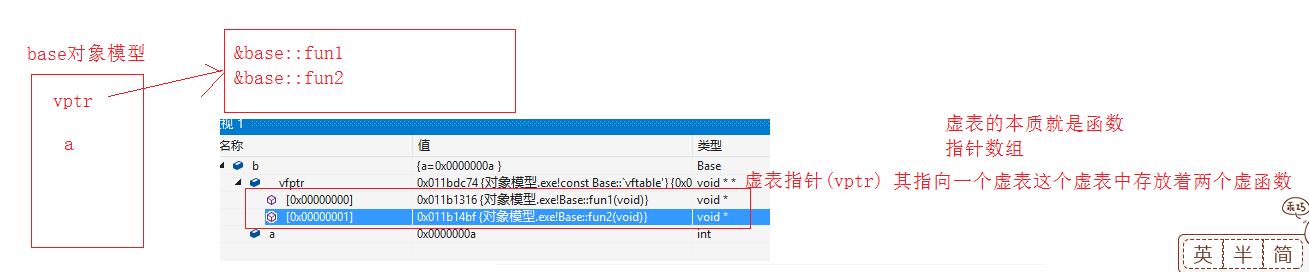 base对象模型
vptr
a
&base::fun1
&base::fun2
视 1
名称 值 类型
b {a=0x0000000a } Base
vfptr 0x011bdc74 {对象模型.exe!const Base::`vftable'} {0x0 void * *
[0x00000000] 0x011b1316 {对象模型.exe!Base::fun1(void)} void *
[0x00000001] 0x011b14bf {对象模型.exe!Base::fun2(void)} void *
a 0x0000000a int
虚表的本质就是函数
指针数组
虚表指针(vptr) 其指向一个虚表这个虚表中存放着两个虚函数
乖巧
英 半 简